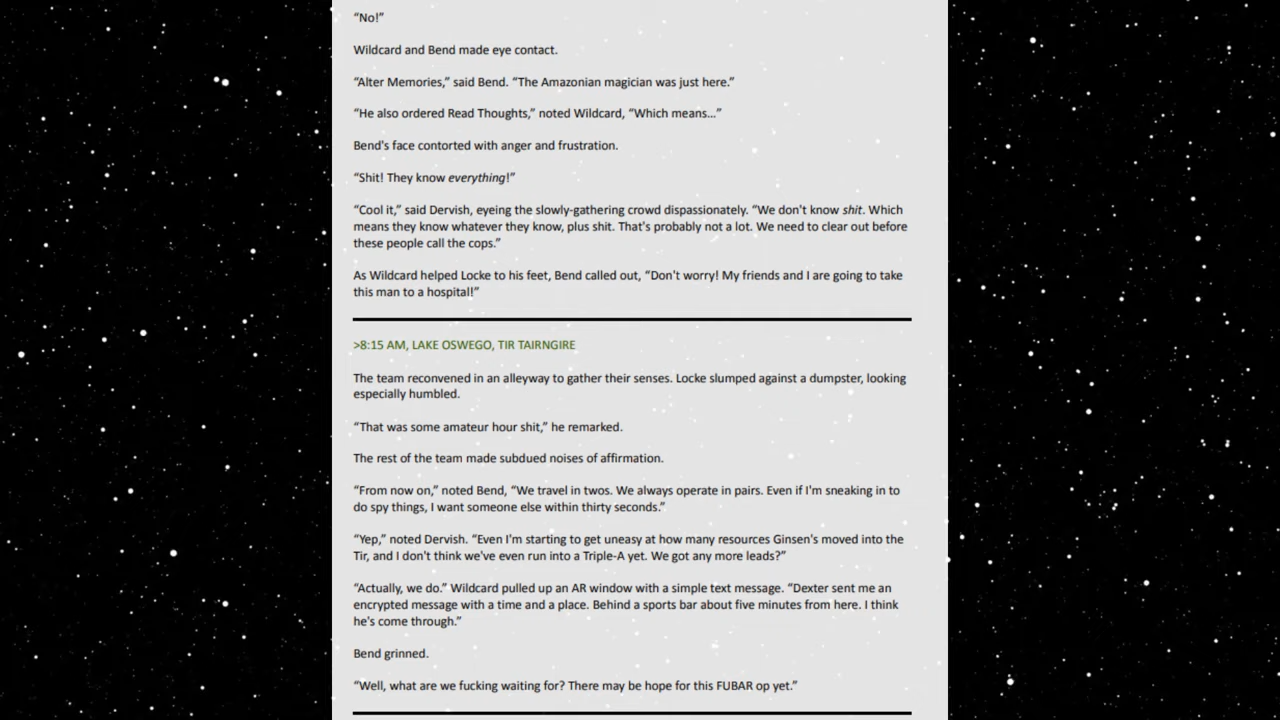 “No!”
Wildcard and Bend made eye contact.
“Alter Memories,” said Bend. “The Amazonian magician was just here.”
“He also ordered Read Thoughts,” noted Wildcard, “Which means...”
Bend's face contorted with anger and frustration.
“Shit! They know everything!”
“Cool it,” said Dervish, eyeing the slowly-gathering crowd dispassionately. “We don't know shit. Which
means they know whatever they know, plus shit. That's probably not a lot. We need to clear out before
these people call the cops.”
As Wildcard helped Locke to his feet, Bend called out, “Don't worry! My friends and I are going to take
this man to a hospital!”
>8:15 AM, LAKE OSWEGO, TIR TAIRNGIRE
The team reconvened in an alleyway to gather their senses. Locke slumped against a dumpster, looking
especially humbled.
“That was some amateur hour shit,” he remarked.
The rest of the team made subdued noises of affirmation.
“From now on,” noted Bend, “We travel in twos. We always operate in pairs. Even if I'm sneaking in to
do spy things, I want someone else within thirty seconds.”
“Yep,” noted Dervish. “Even I'm starting to get uneasy at how many resources Ginsen's moved into the
Tir, and I don't think we've even run into a Triple-A yet. We got any more leads?”
“Actually, we do.” Wildcard pulled up an AR window with a simple text message. “Dexter sent me an
encrypted message with a time and a place. Behind a sports bar about five minutes from here. I think
he's come through.”
Bend grinned.
“Well, what are we fucking waiting for? There may be hope for this FUBAR op yet.”